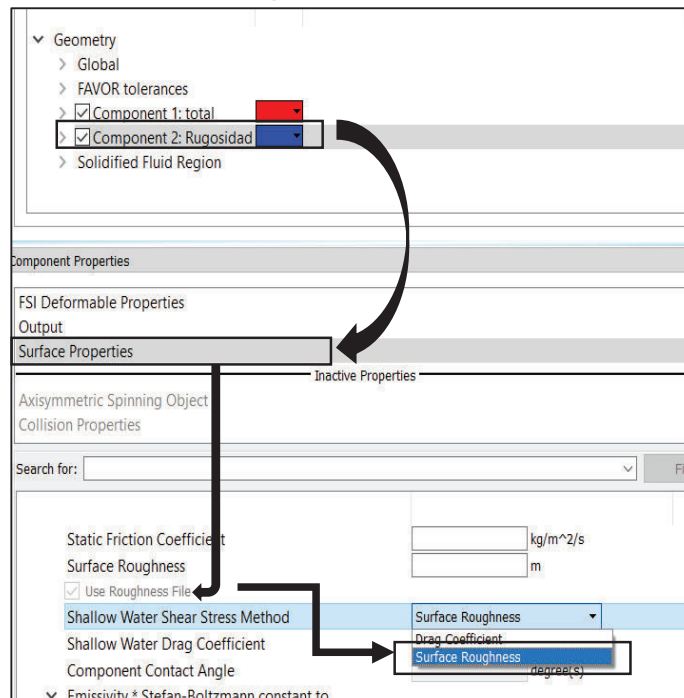 Geometry
Global
FAVOR tolerances
Component 1: total
Component 2: Rugosidad
Solidified Fluid Region
Component Properties
FSI Deformable Properties
Output
Surface Properties
Inactive Properties
Axisymmetric Spinning Object
Collision Properties
Search for: Fi
Static Friction Coefficient kg/m^2/s
Surface Roughness m
Use Roughness File
Shallow Water Shear Stress Method Surface Roughness
Drag Coefficient
Shallow Water Drag Coefficient
Surface Roughness
Component Contact Angle degree(s)
Emissivity * Stefan-Boltzmann constant to